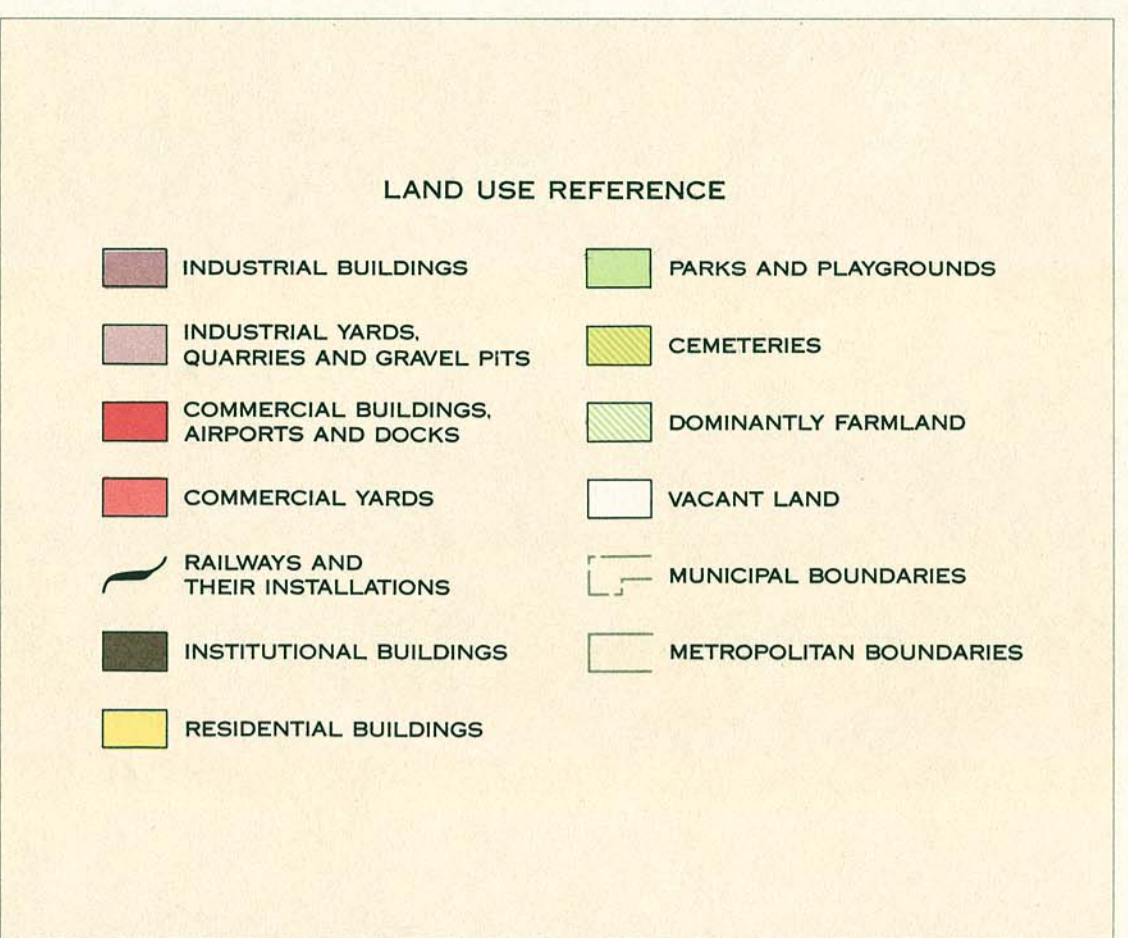 LAND USE REFERENCE
INDUSTRIAL BUILDINGS
INDUSTRIAL YARDS,
QUARRIES AND GRAVEL PITS
COMMERCIAL BUILDINGS,
AIRPORTS AND DOCKS
COMMERCIAL YARDS
RAILWAYS AND
THEIR INSTALLATIONS
INSTITUTIONAL BUILDINGS
RESIDENTIAL BUILDINGS
PARKS AND PLAYGROUNDS
CEMETERIES
DOMINANTLY FARMLAND
VACANT LAND
MUNICIPAL BOUNDARIES
METROPOLITAN BOUNDARIES